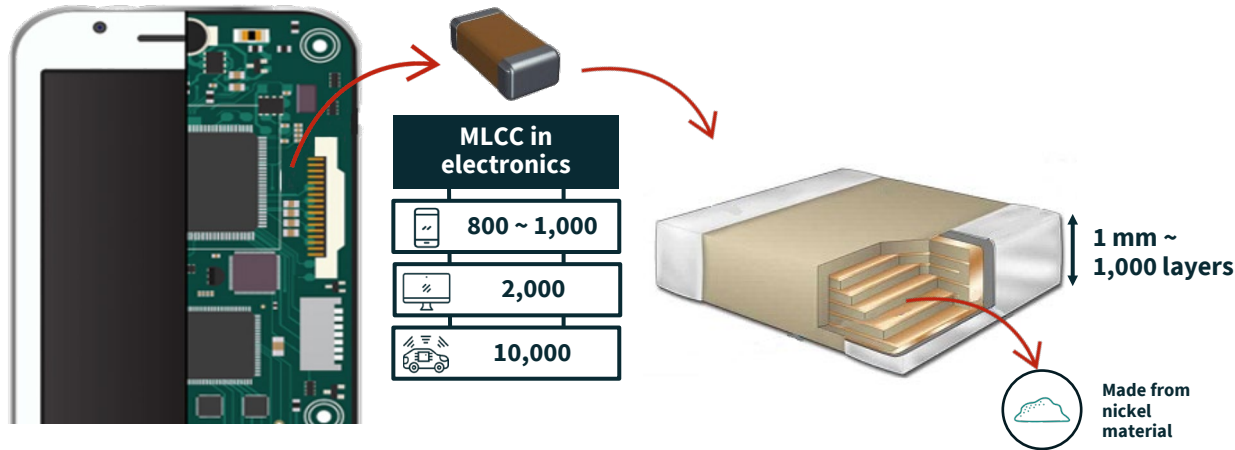 MLCC in
electronics
800 ~ 1,000
2,000
10,000
1 mm ~
1,000 layers
Made from
nickel
material